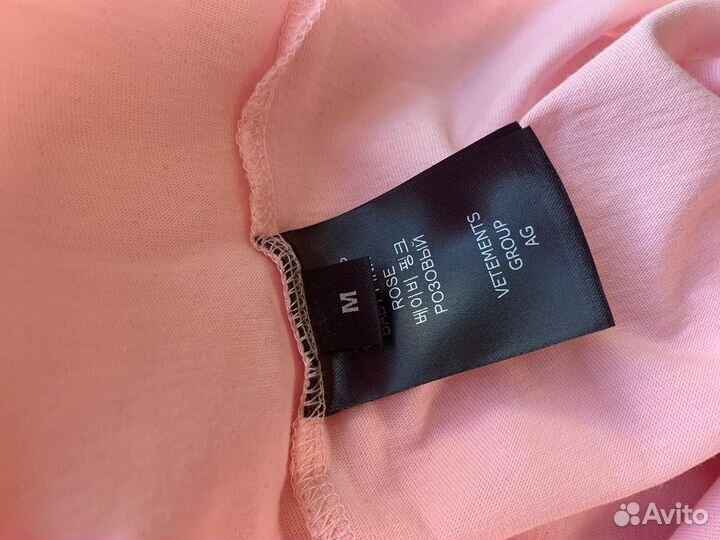 M
ROSE
베이비 핑크
РОЗОВЫЙ
VETEMENTS
GROUP
AG
Avito